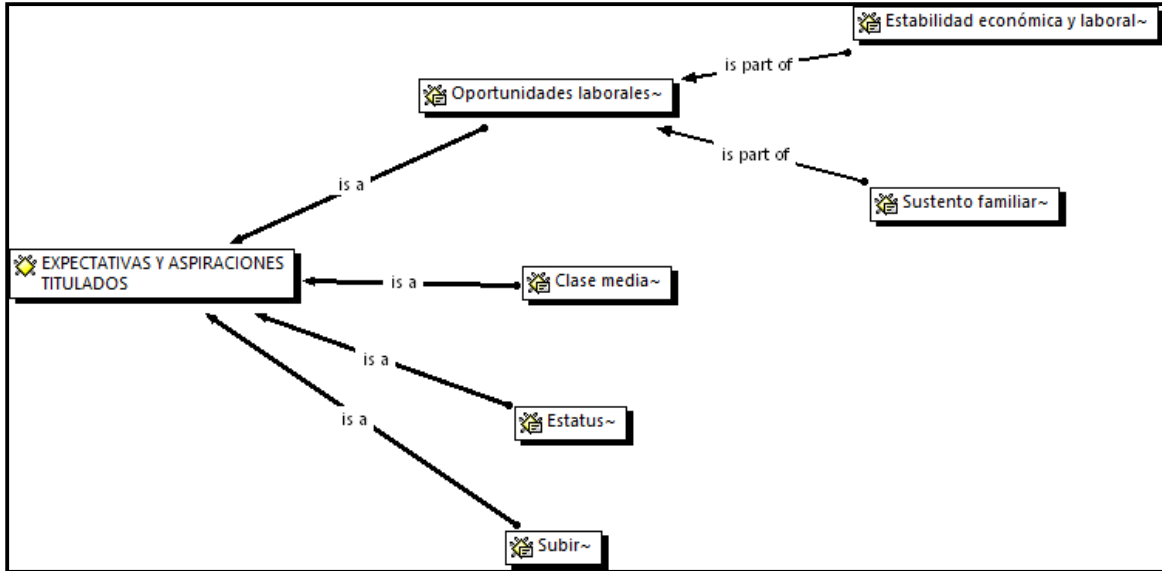 Estabilidad económica y laboral~
is part of
Oportunidades laborales~
is part of
is a
Sustento familiar~
EXPECTATIVAS Y ASPIRACIONES
TITULADOS
is a
Clase media~
is a
Estatus~
is a
Subir~